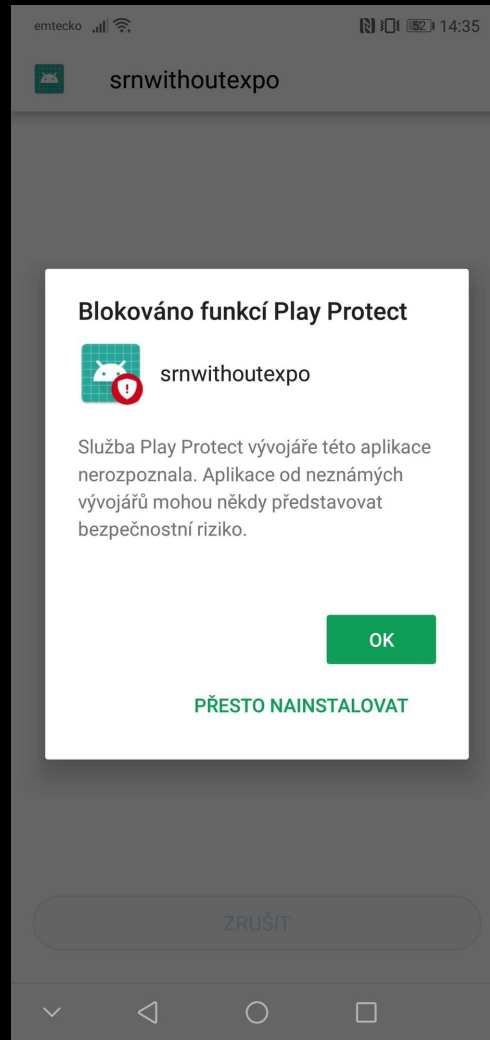 emtecko 52 14:35
srnwithoutexpo
Blokováno funkcí Play Protect
srnwithoutexpo
Služba Play Protect vývojáře této aplikace
nerozpoznala. Aplikace od neznámých
vývojářů mohou někdy představovat
bezpečnostní riziko.
OK
PŘESTO NAINSTALOVAT
ZRUŠIT